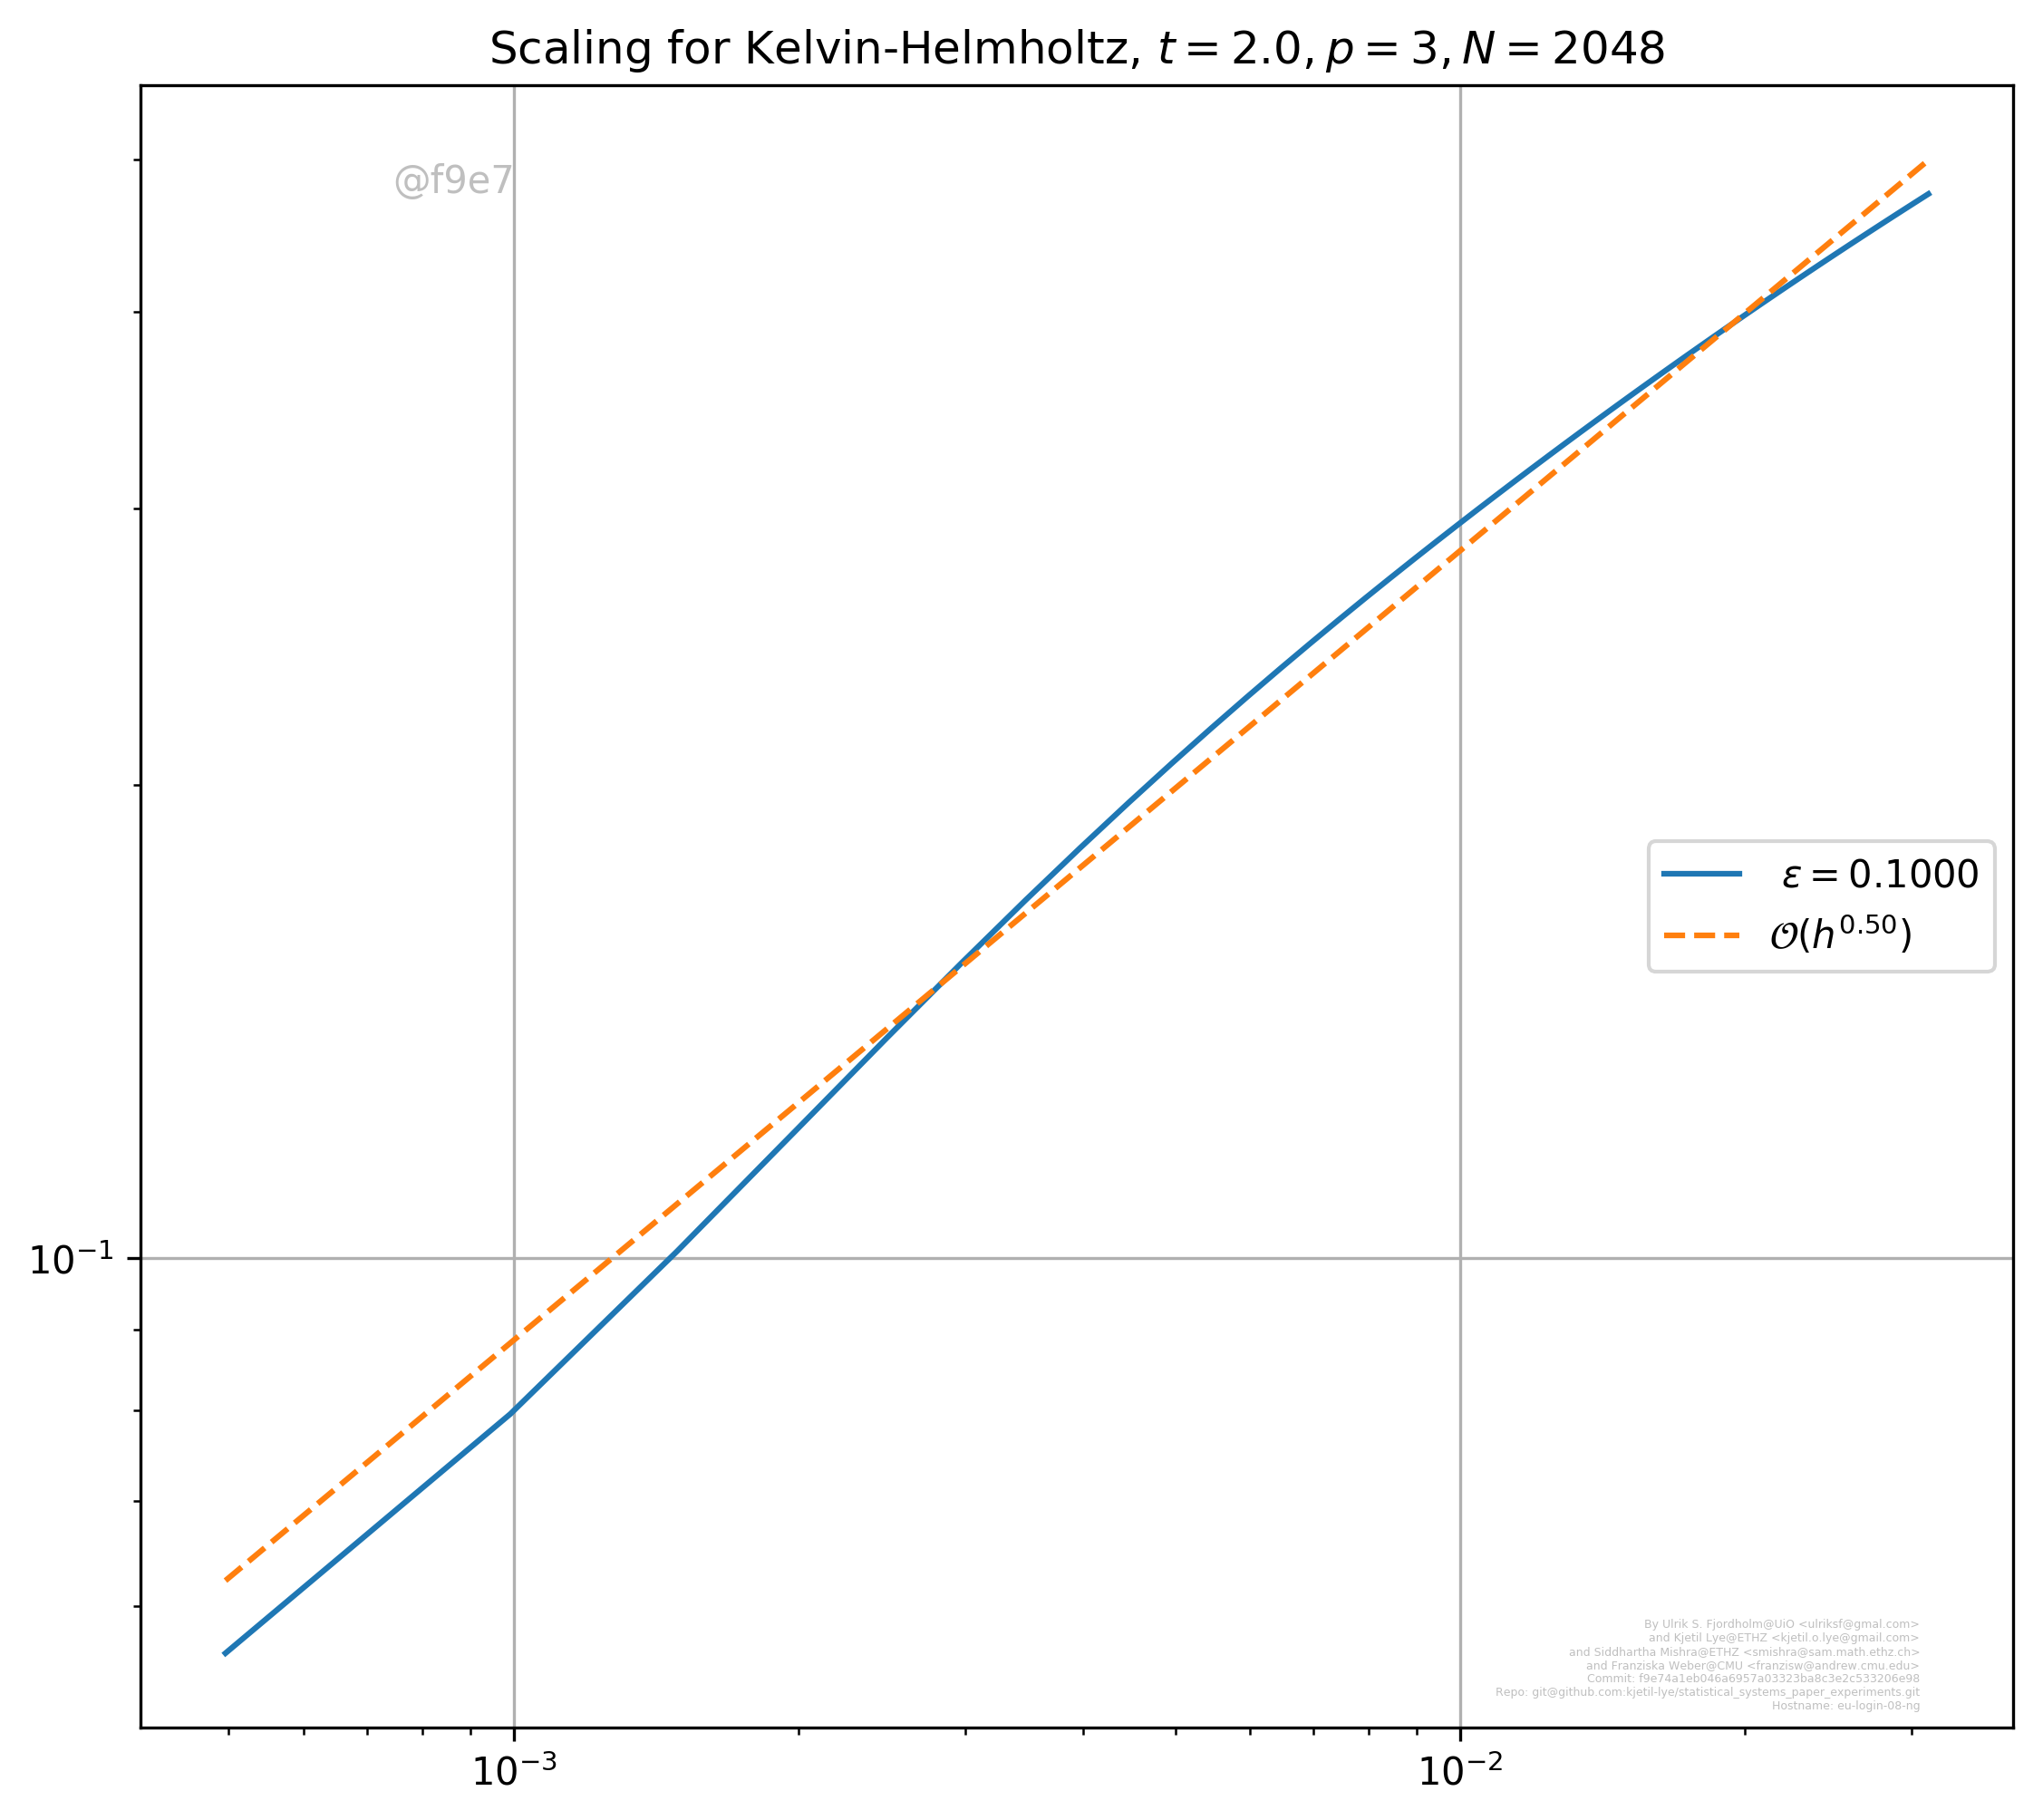 Scaling for Kelvin-Helmholtz, t = 2.0, p = 3, N = 2048
@f9e7
ε = 0.1000
𝒪(h^0.50)
10^−1
By Ulrik S. Fjordholm@UiO <ulriksf@gmal.com>
and Kjetil Lye@ETHZ <kjetil.o.lye@gmail.com>
and Siddhartha Mishra@ETHZ <smishra@sam.math.ethz.ch>
and Franziska Weber@CMU <franzisw@andrew.cmu.edu>
Commit: f9e74a1eb046a6957a03323ba8c3e2c533206e98
Repo: git@github.com:kjetil-lye/statistical_systems_paper_experiments.git
Hostname: eu-login-08-ng
10^−3 10^−2